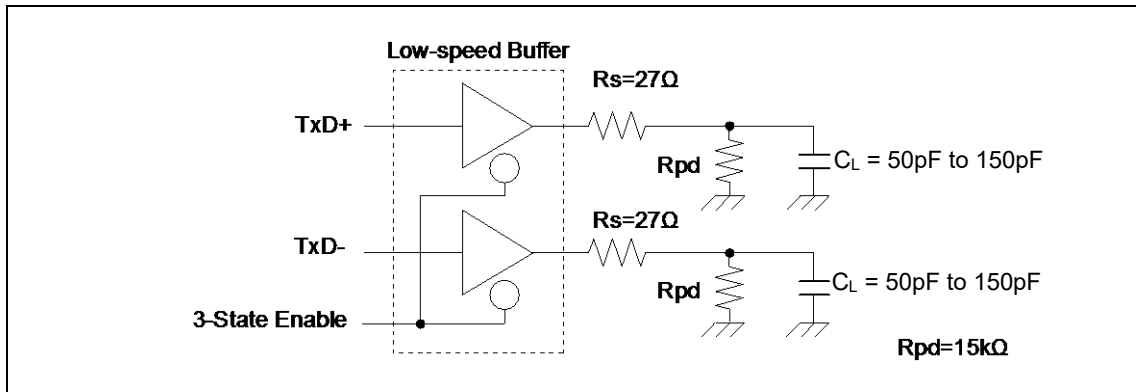 Low-speed Buffer
Rs=27Ω
TxD+
Rpd
CL = 50pF to 150pF
Rs=27Ω
TxD-
Rpd
CL = 50pF to 150pF
3-State Enable
Rpd=15kΩ